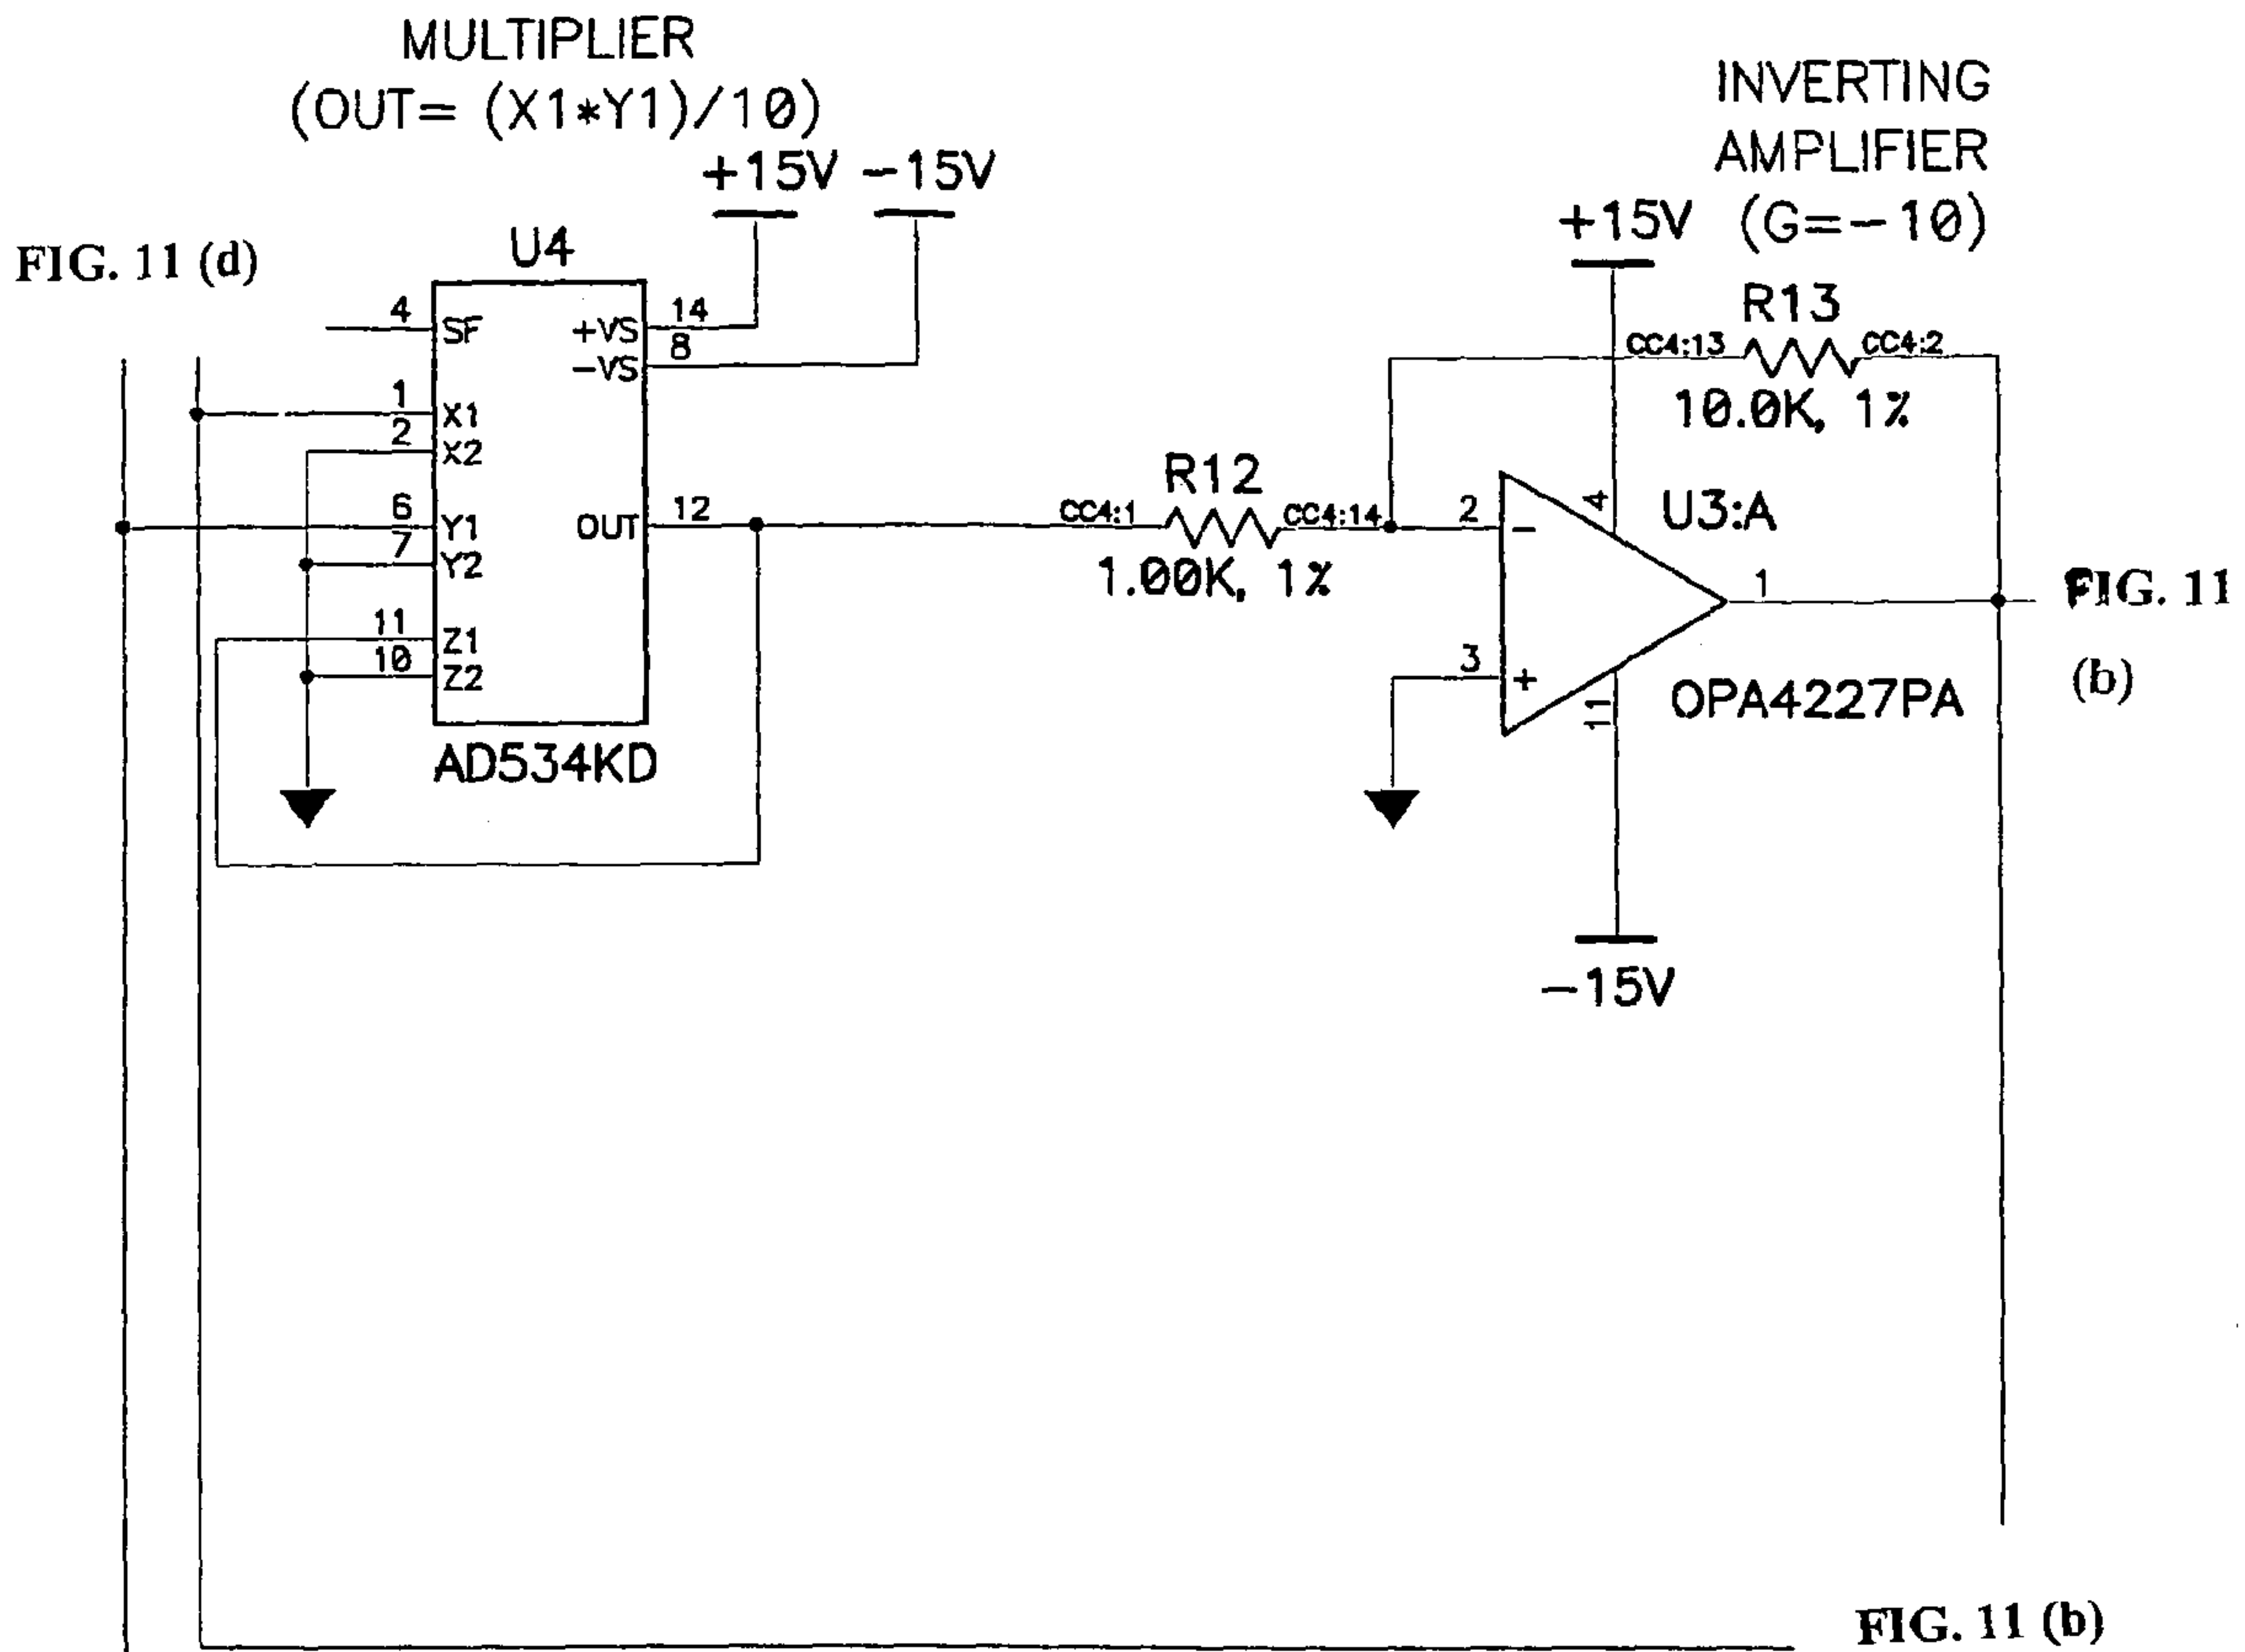 MULTIPLIER
(OUT= (X1*Y1)/10)
+15V -15V
INVERTING
AMPLIFIER
(G=-10)
+15V
FIG. 11 (d)
U4
4 SF
14 +VS
8 -VS
1 X1
2 X2
6 Y1
7 Y2
11 Z1
10 Z2
OUT 12
AD534KD
R13
CC4:13 CC4:2
10.0K, 1%
R12
CC4:1 CC4:14
1.00K, 1%
2 -
3 +
4
11
1
U3:A
OPA4227PA
-15V
FIG. 11
(b)
FIG. 11 (b)